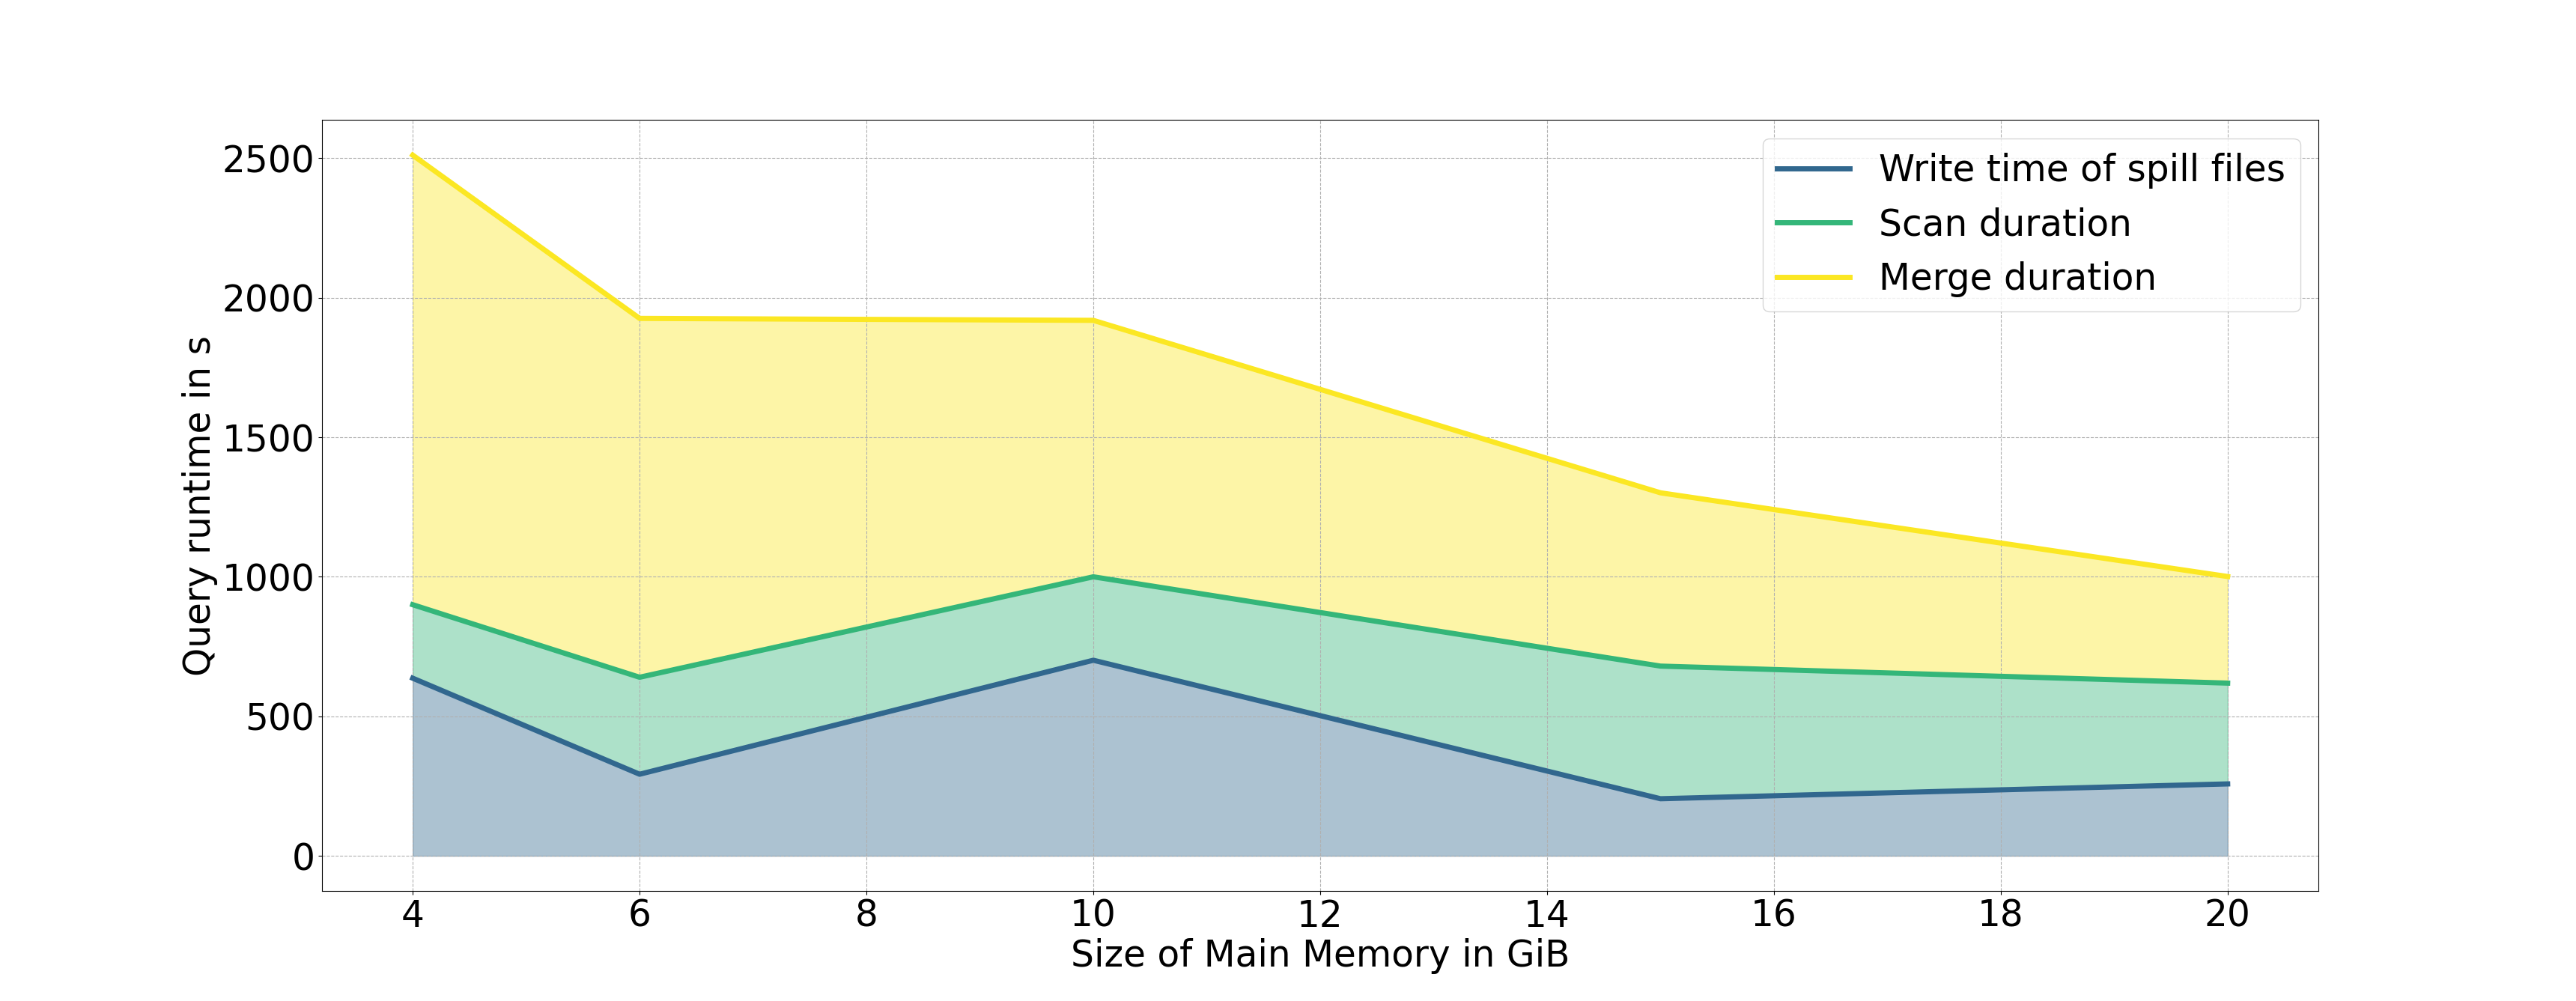 Write time of spill files
Scan duration
Merge duration
Query runtime in s
2500
2000
1500
1000
500
0
4 6 8 10 12 14 16 18 20
Size of Main Memory in GiB